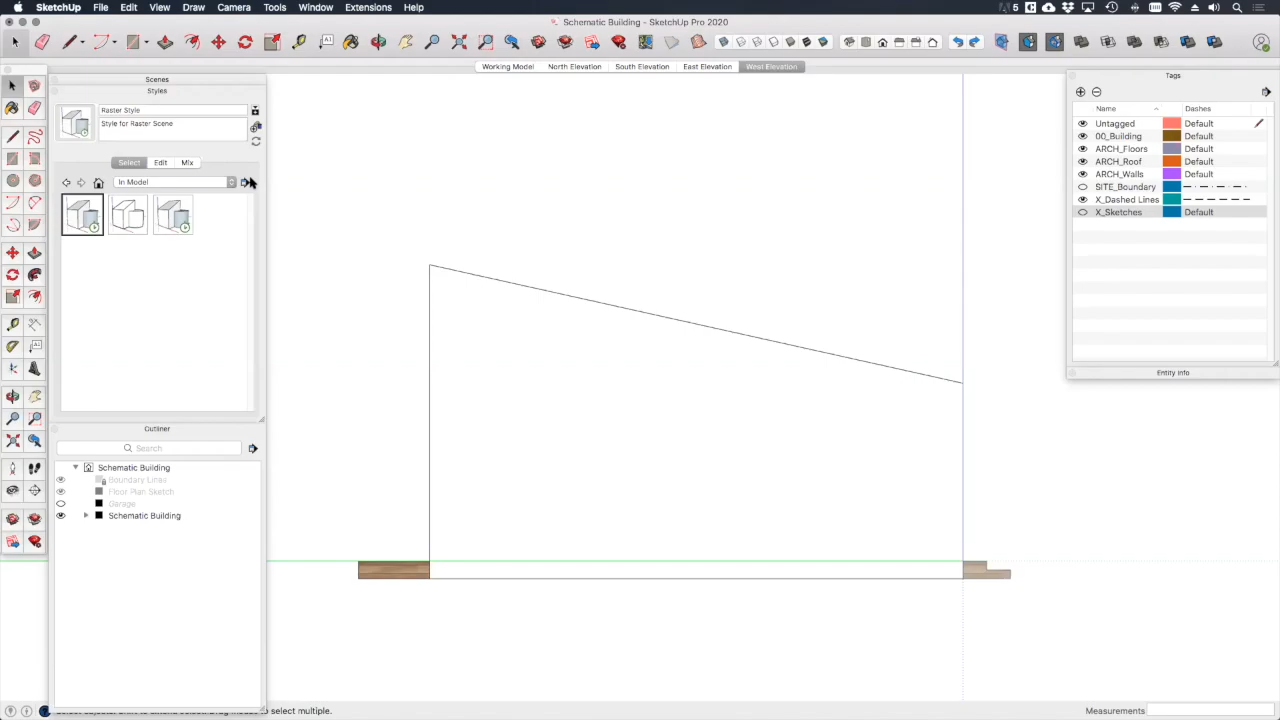 SketchUp File Edit View Draw Camera Tools Window Extensions Help
5
Schematic Building - SketchUp Pro 2020
Working Model North Elevation South Elevation East Elevation West Elevation
Scenes
Styles
Raster Style
Style for Raster Scene
Select Edit Mix
In Model
Outliner
Search
Schematic Building
Boundary Lines
Floor Plan Sketch
Garage
Schematic Building
Tags
Name Dashes
Untagged Default
00_Building Default
ARCH_Floors Default
ARCH_Roof Default
ARCH_Walls Default
SITE_Boundary
X_Dashed Lines
X_Sketches Default
Entity Info
to select multiple.
Measurements